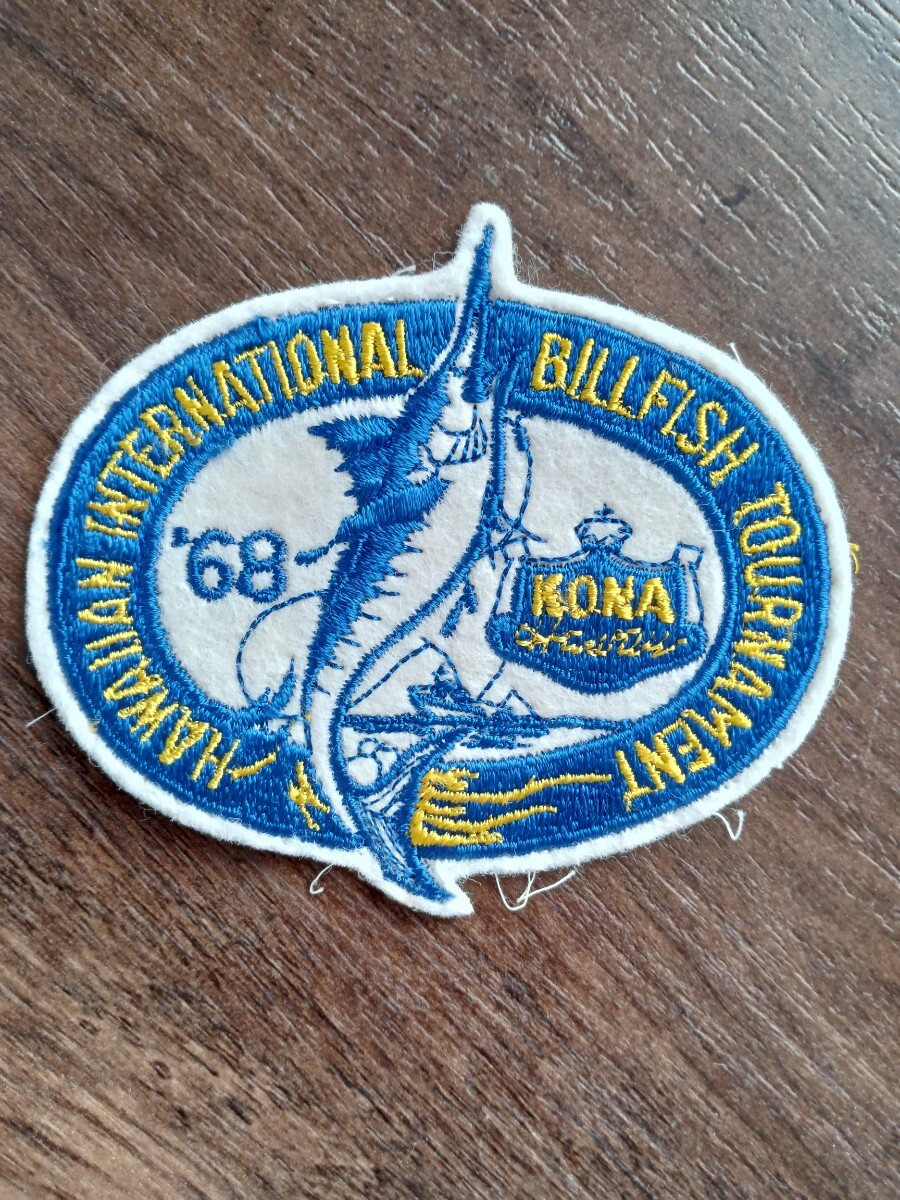 HAWAIIAN INTERNATIONAL BILLFISH TOURNAMENT
'68
KONA